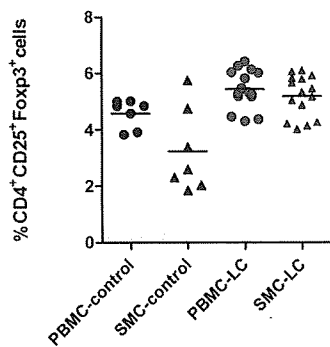 % CD4+ CD25+ Foxp3+ cells
8
6
4
2
0
PBMC-control
SMC-control
PBMC-LC
SMC-LC